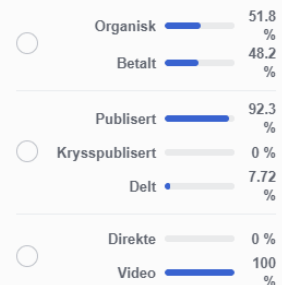 Organisk 51.8 %
Betalt 48.2 %
Publisert 92.3 %
Krysspublisert 0 %
Delt 7.72 %
Direkte 0 %
Video 100 %